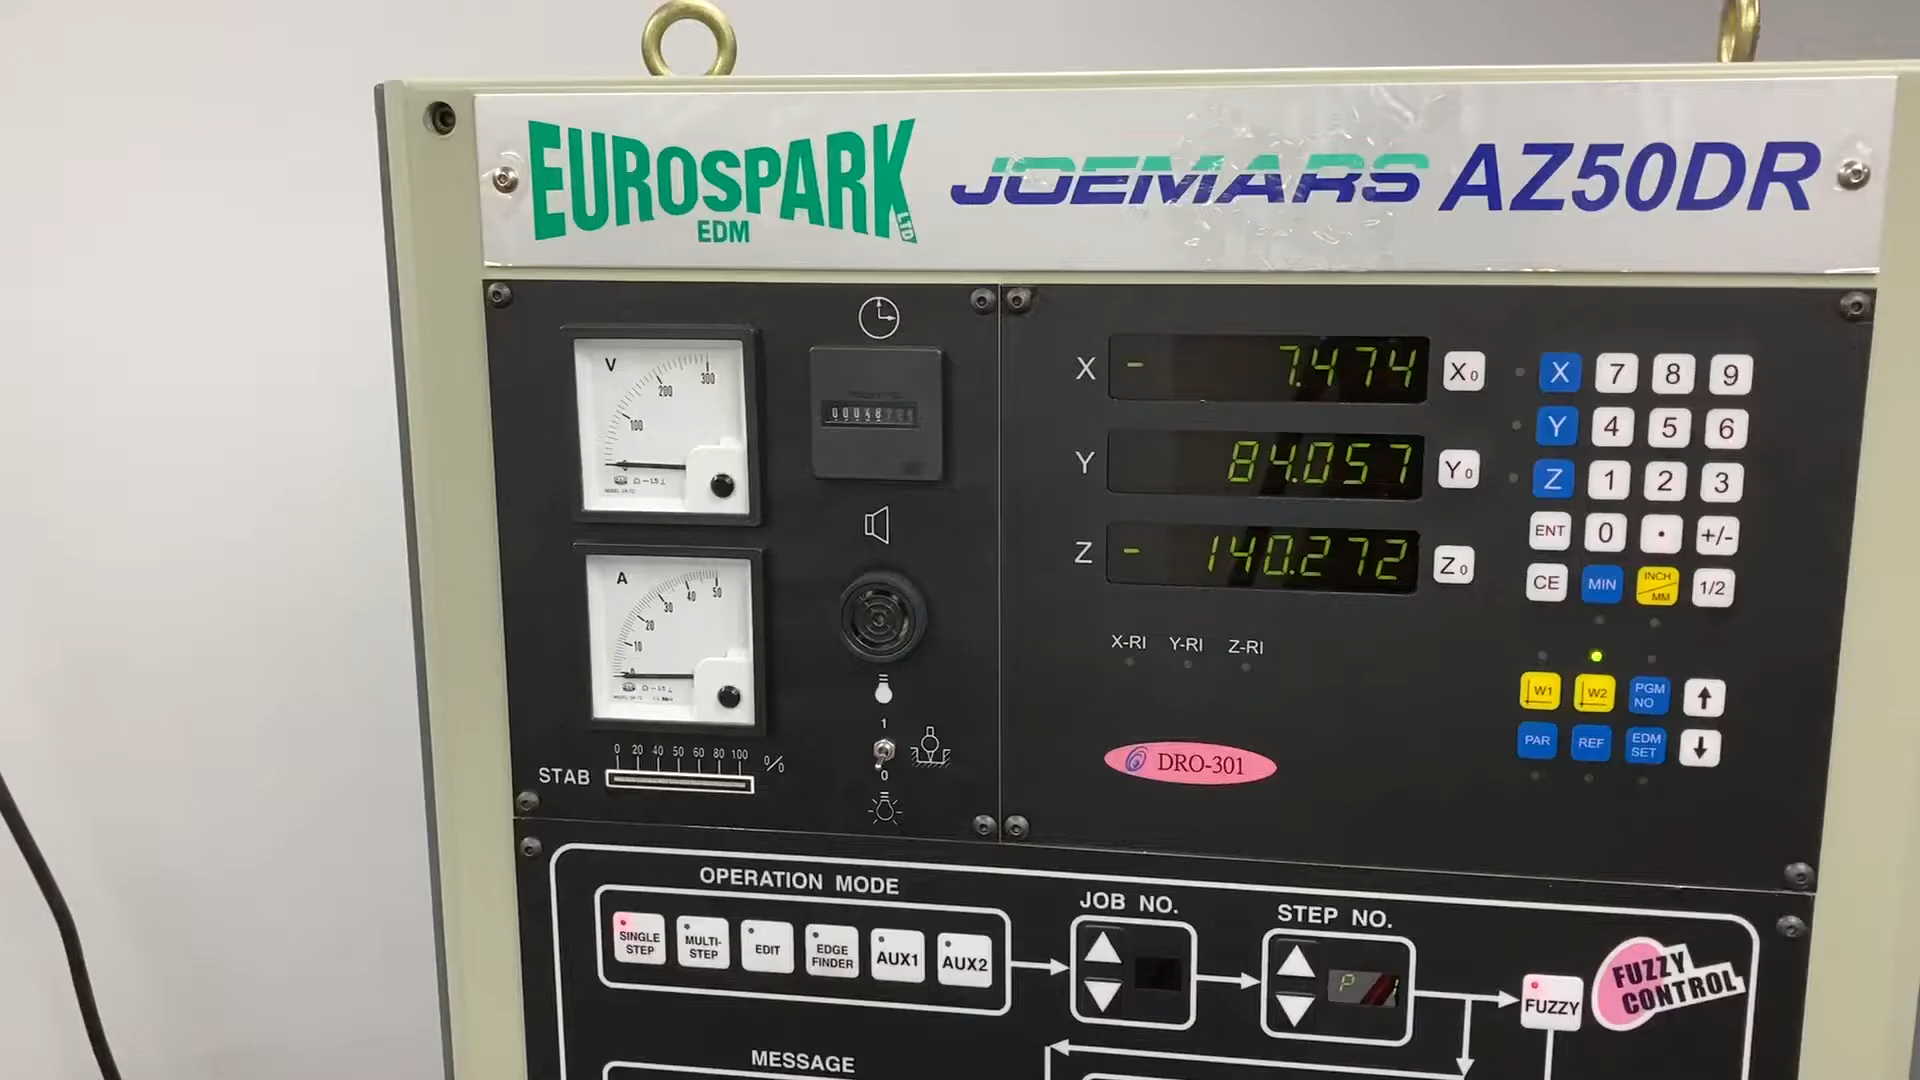 EUROSPARK LTD
EDM
JOEMARS AZ50DR
V
100
200
300
A
0
10
20
30
40
50
STAB
0 20 40 50 60 80 100 %
1
0
X - 7.474 X0
Y 84.057 Y0
Z - 140.272 Z0
X-RI Y-RI Z-RI
DRO-301
X 7 8 9
Y 4 5 6
Z 1 2 3
ENT 0 . +/-
CE MIN INCH/MM 1/2
W1 W2 PGM NO
PAR REF EDM SET
OPERATION MODE
SINGLE STEP
MULTI-STEP
EDIT
EDGE FINDER
AUX1
AUX2
JOB NO.
STEP NO.
P 1
FUZZY
FUZZY CONTROL
MESSAGE